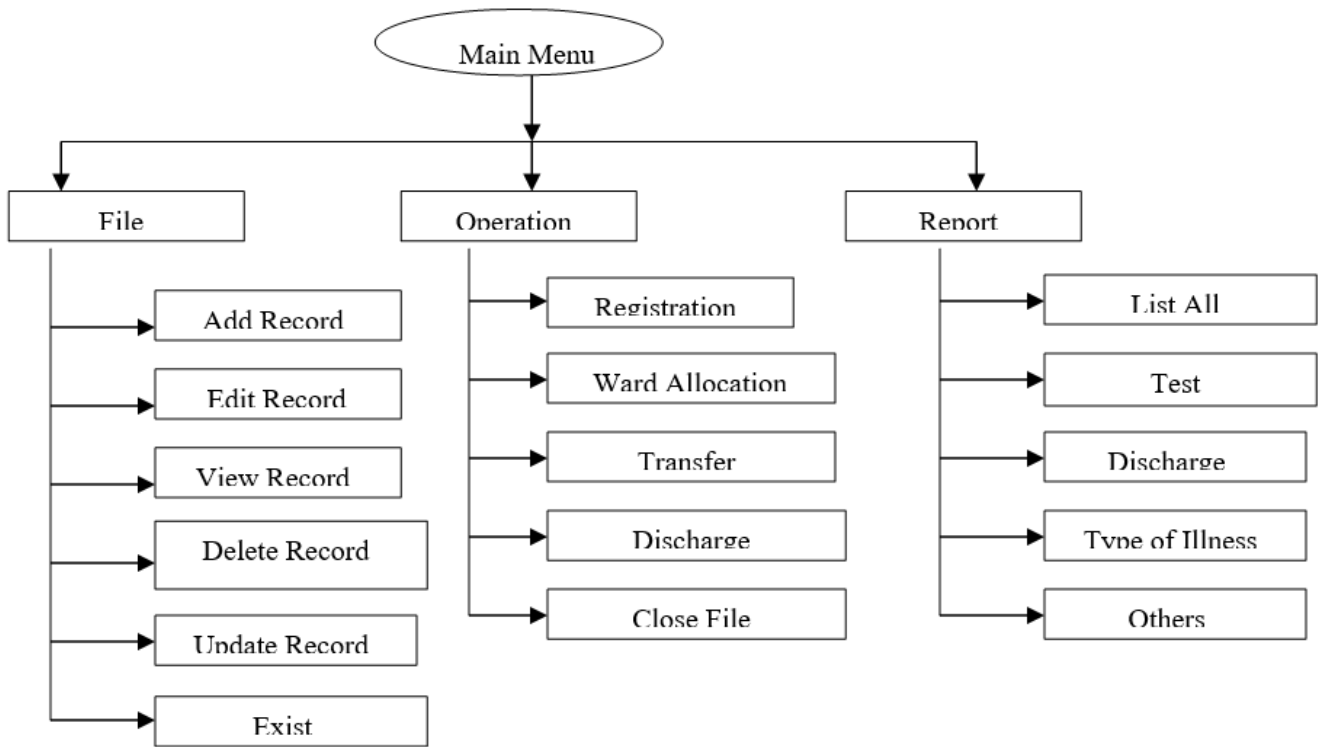 Main Menu
File
Operation
Report
Add Record
Edit Record
View Record
Delete Record
Update Record
Exist
Registration
Ward Allocation
Transfer
Discharge
Close File
List All
Test
Discharge
Type of Illness
Others